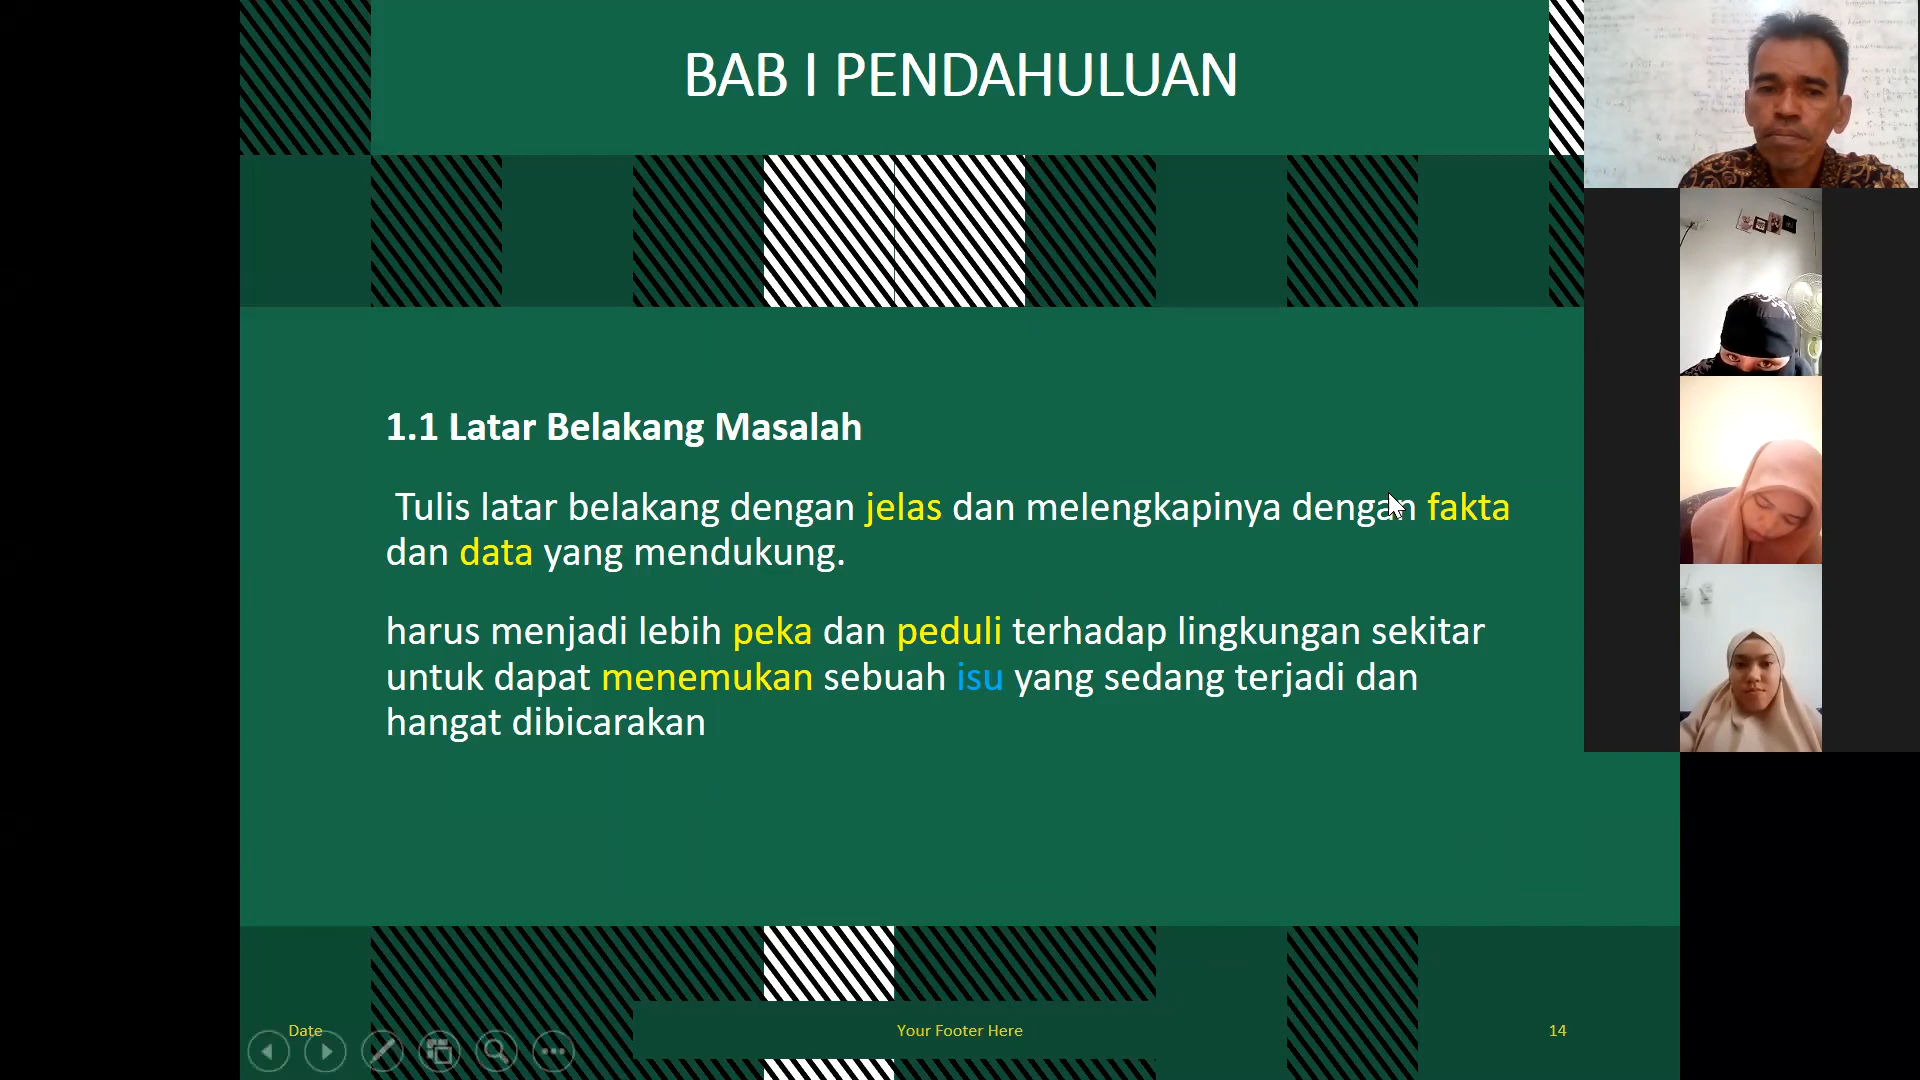 BAB I PENDAHULUAN
1.1 Latar Belakang Masalah
Tulis latar belakang dengan jelas dan melengkapinya dengan fakta
dan data yang mendukung.
harus menjadi lebih peka dan peduli terhadap lingkungan sekitar
untuk dapat menemukan sebuah isu yang sedang terjadi dan
hangat dibicarakan
Date
Your Footer Here
14